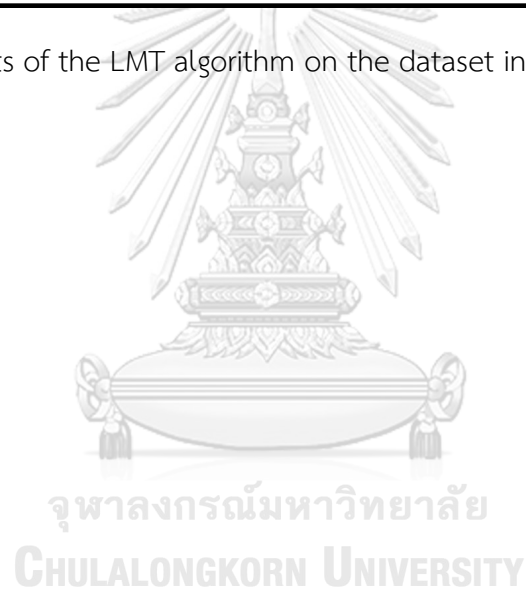 ts of the LMT algorithm on the dataset in
จุฬาลงกรณ์มหาวิทยาลัย
CHULALONGKORN UNIVERSITY